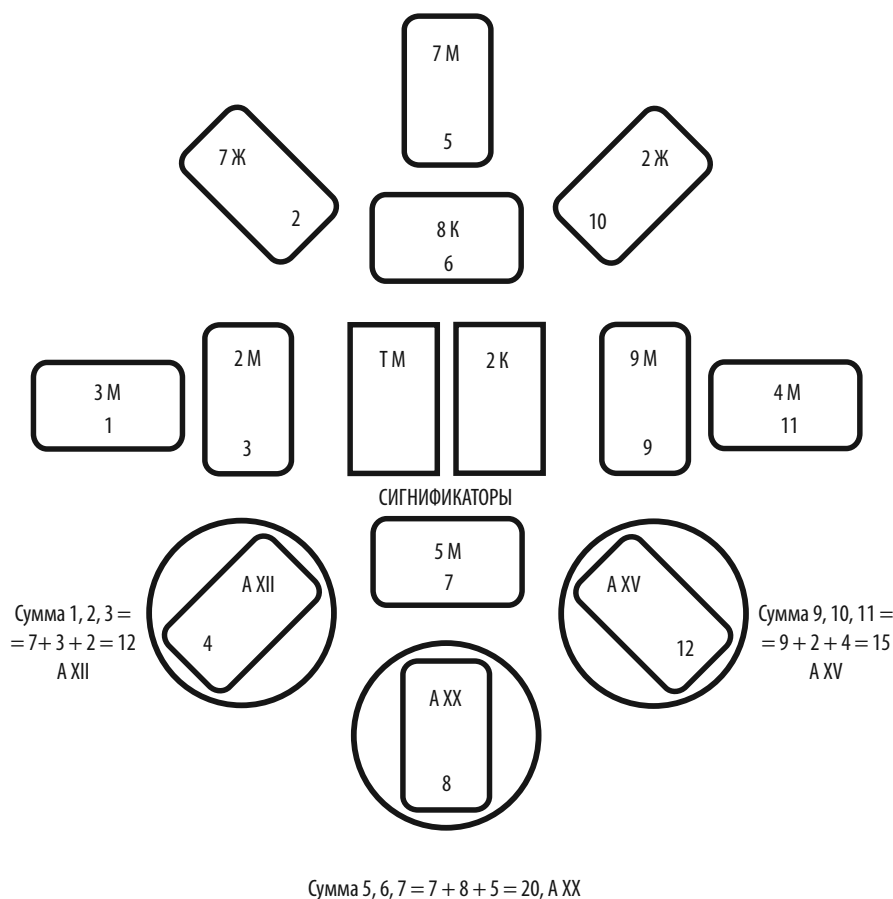 7 М
5
7 Ж
2
2 Ж
10
8 К
6
3 М
1
2 М
3
Т М
2 К
9 М
9
4 М
11
СИГНИФИКАТОРЫ
5 М
7
А XII
4
А XV
12
Сумма 1, 2, 3 =
= 7+ 3 + 2 = 12
А XII
Сумма 9, 10, 11 =
= 9 + 2 + 4 = 15
А XV
А XX
8
Сумма 5, 6, 7 = 7 + 8 + 5 = 20, А XX